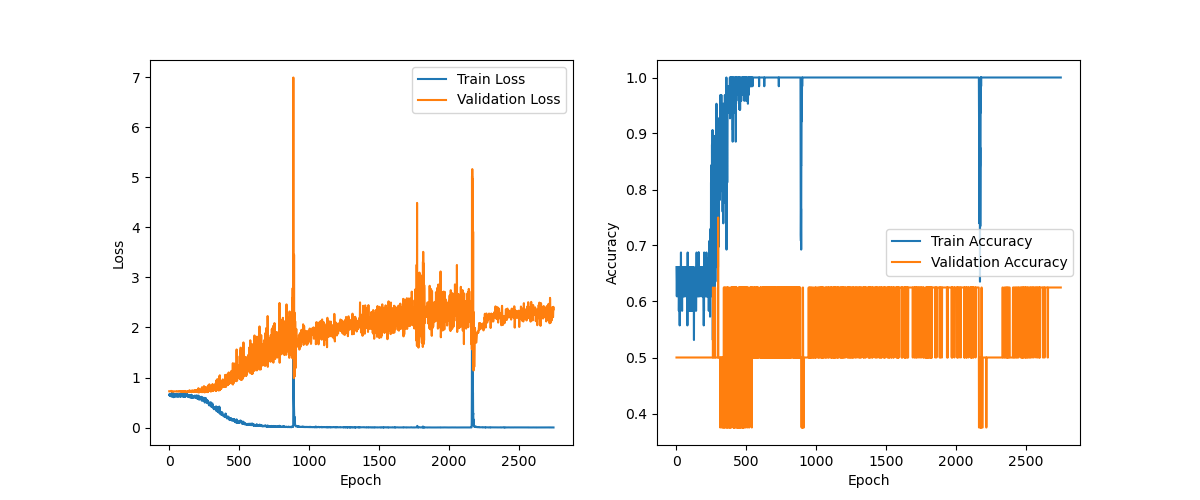 7
6
5
4
3
2
1
0
Loss
0 500 1000 1500 2000 2500
Epoch
Train Loss
Validation Loss
1.0
0.9
0.8
0.7
0.6
0.5
0.4
Accuracy
0 500 1000 1500 2000 2500
Epoch
Train Accuracy
Validation Accuracy